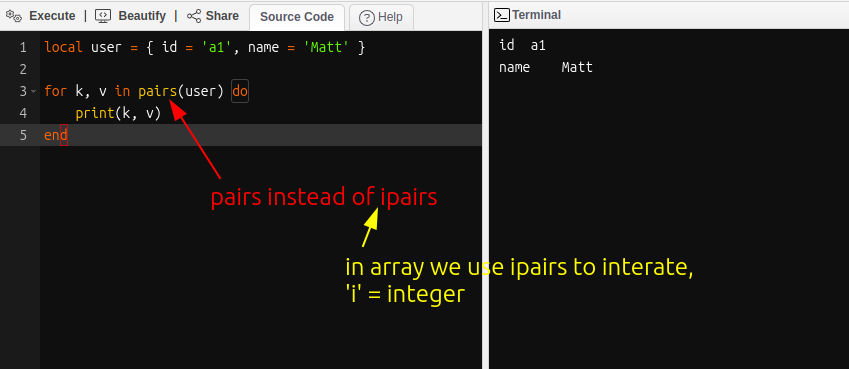 Execute | Beautify | Share Source Code Help
Terminal
1 local user = { id = 'a1', name = 'Matt' }
2
3 for k, v in pairs(user) do
4     print(k, v)
5 end
id  a1
name    Matt
pairs instead of ipairs
in array we use ipairs to interate,
'i' = integer